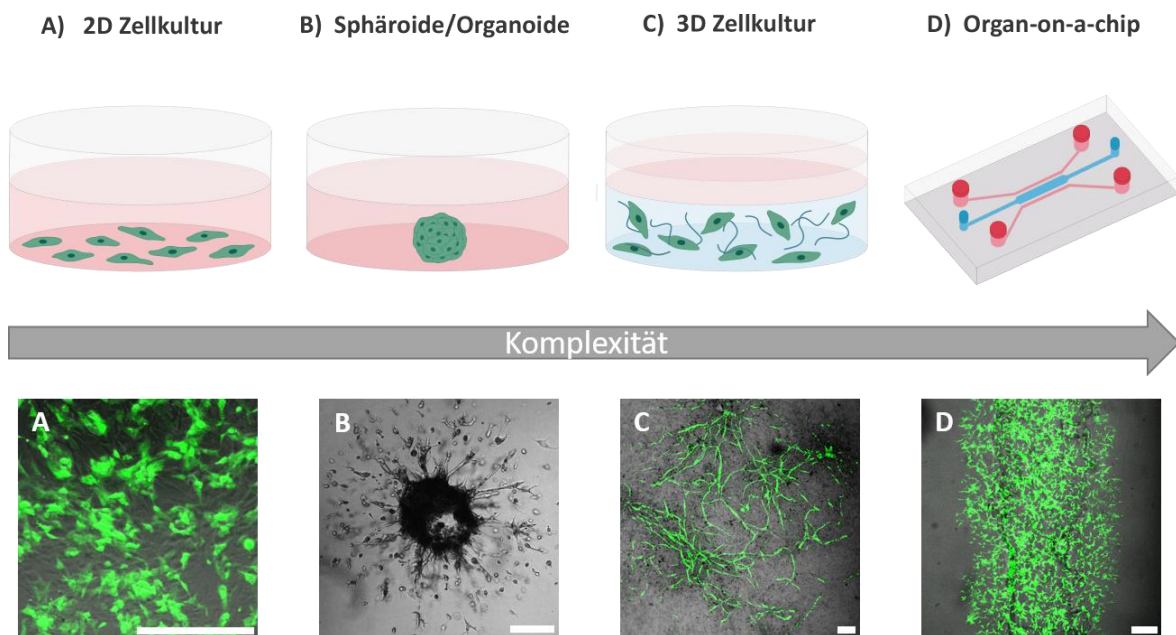 A)  2D Zellkultur
B)  Sphäroide/Organoide
C)  3D Zellkultur
D)  Organ-on-a-chip
Komplexität
A
B
C
D